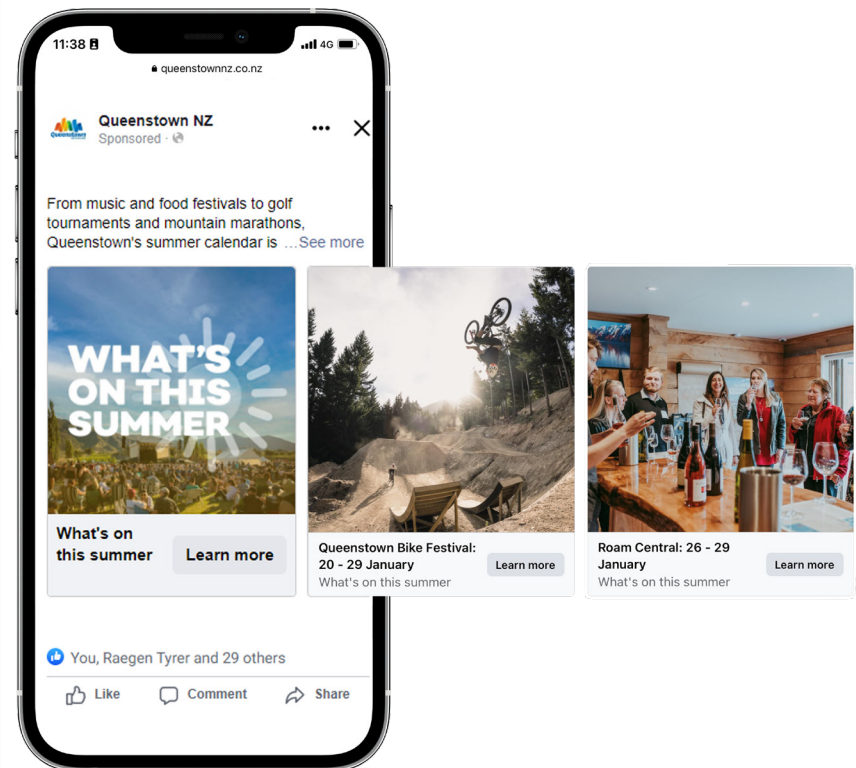 11:38
4G
queenstownnz.co.nz
Queenstown
Queenstown NZ
Sponsored ·
From music and food festivals to golf
tournaments and mountain marathons,
Queenstown's summer calendar is ...See more
WHAT'S
ON THIS
SUMMER
What's on
this summer
Learn more
Queenstown Bike Festival:
20 - 29 January
What's on this summer
Learn more
Roam Central: 26 - 29
January
What's on this summer
Learn more
You, Raegen Tyrer and 29 others
Like
Comment
Share